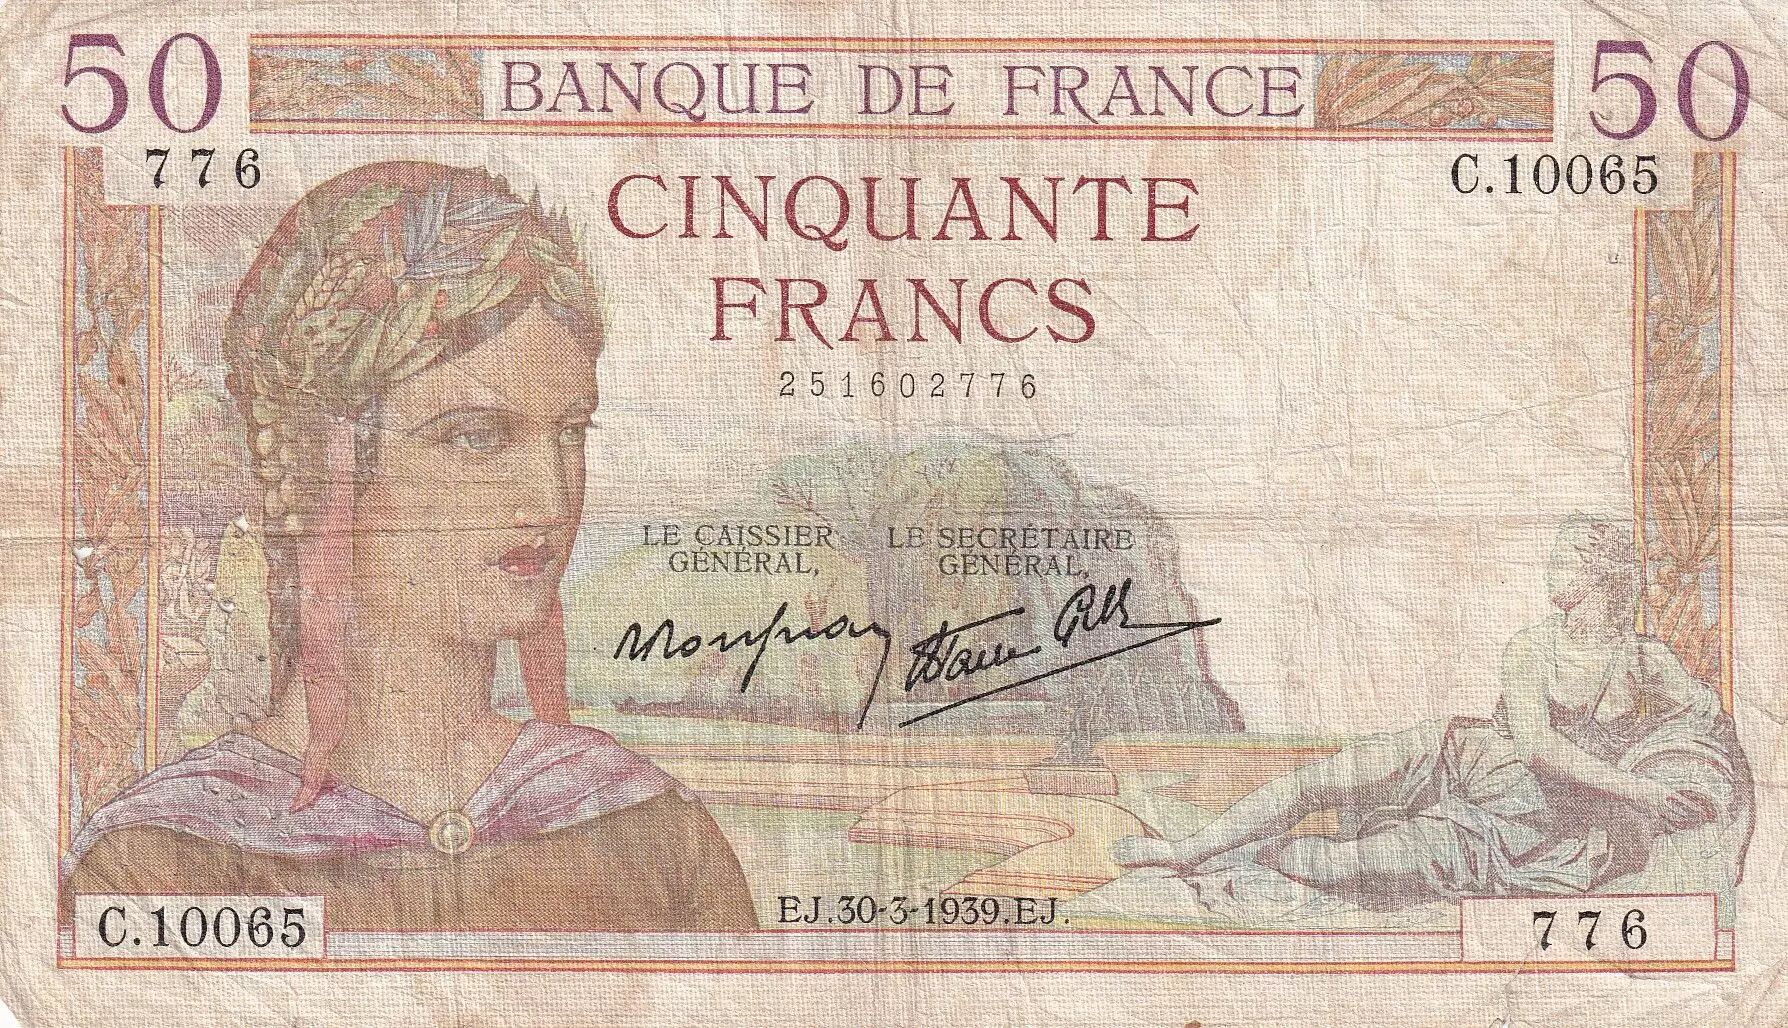 50 BANQUE DE FRANCE 50
776 C.10065
CINQUANTE
FRANCS
251602776
LE CAISSIER
GÉNÉRAL,
LE SECRÉTAIRE
GÉNÉRAL,
EJ.30-3-1939.EJ.
C.10065 776